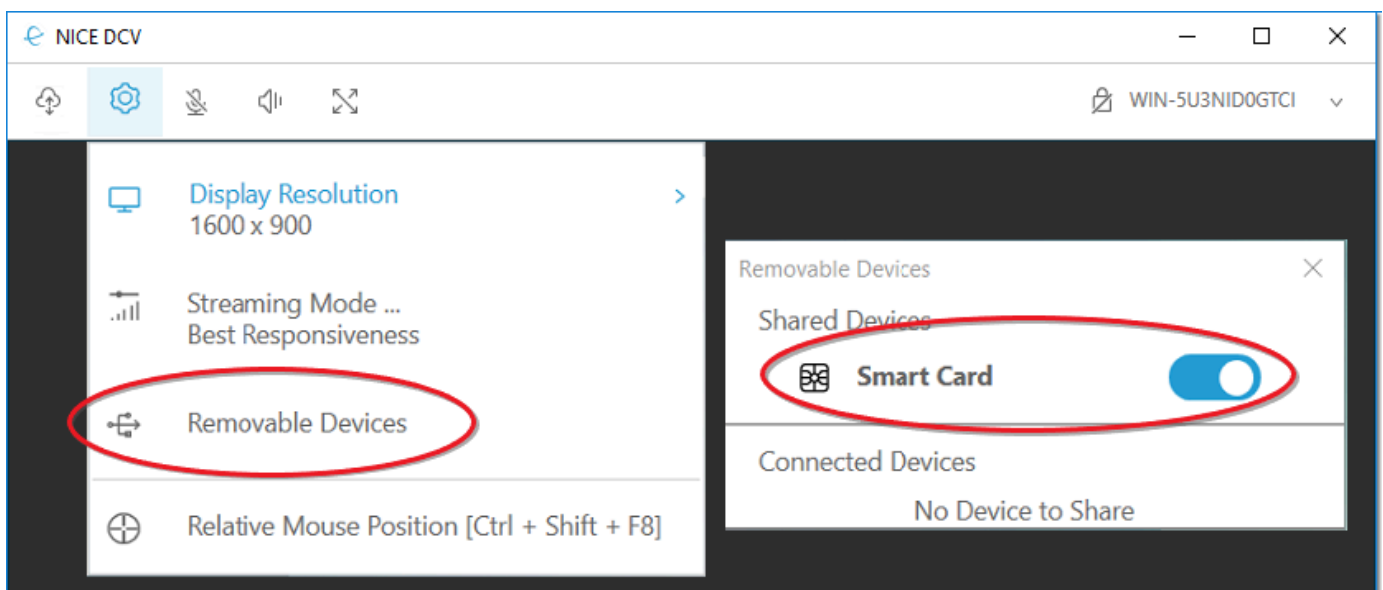 NICE DCV
WIN-5U3NID0GTCI
Display Resolution
1600 x 900
Streaming Mode ...
Best Responsiveness
Removable Devices
Relative Mouse Position [Ctrl + Shift + F8]
Removable Devices
Shared Devices
Smart Card
Connected Devices
No Device to Share